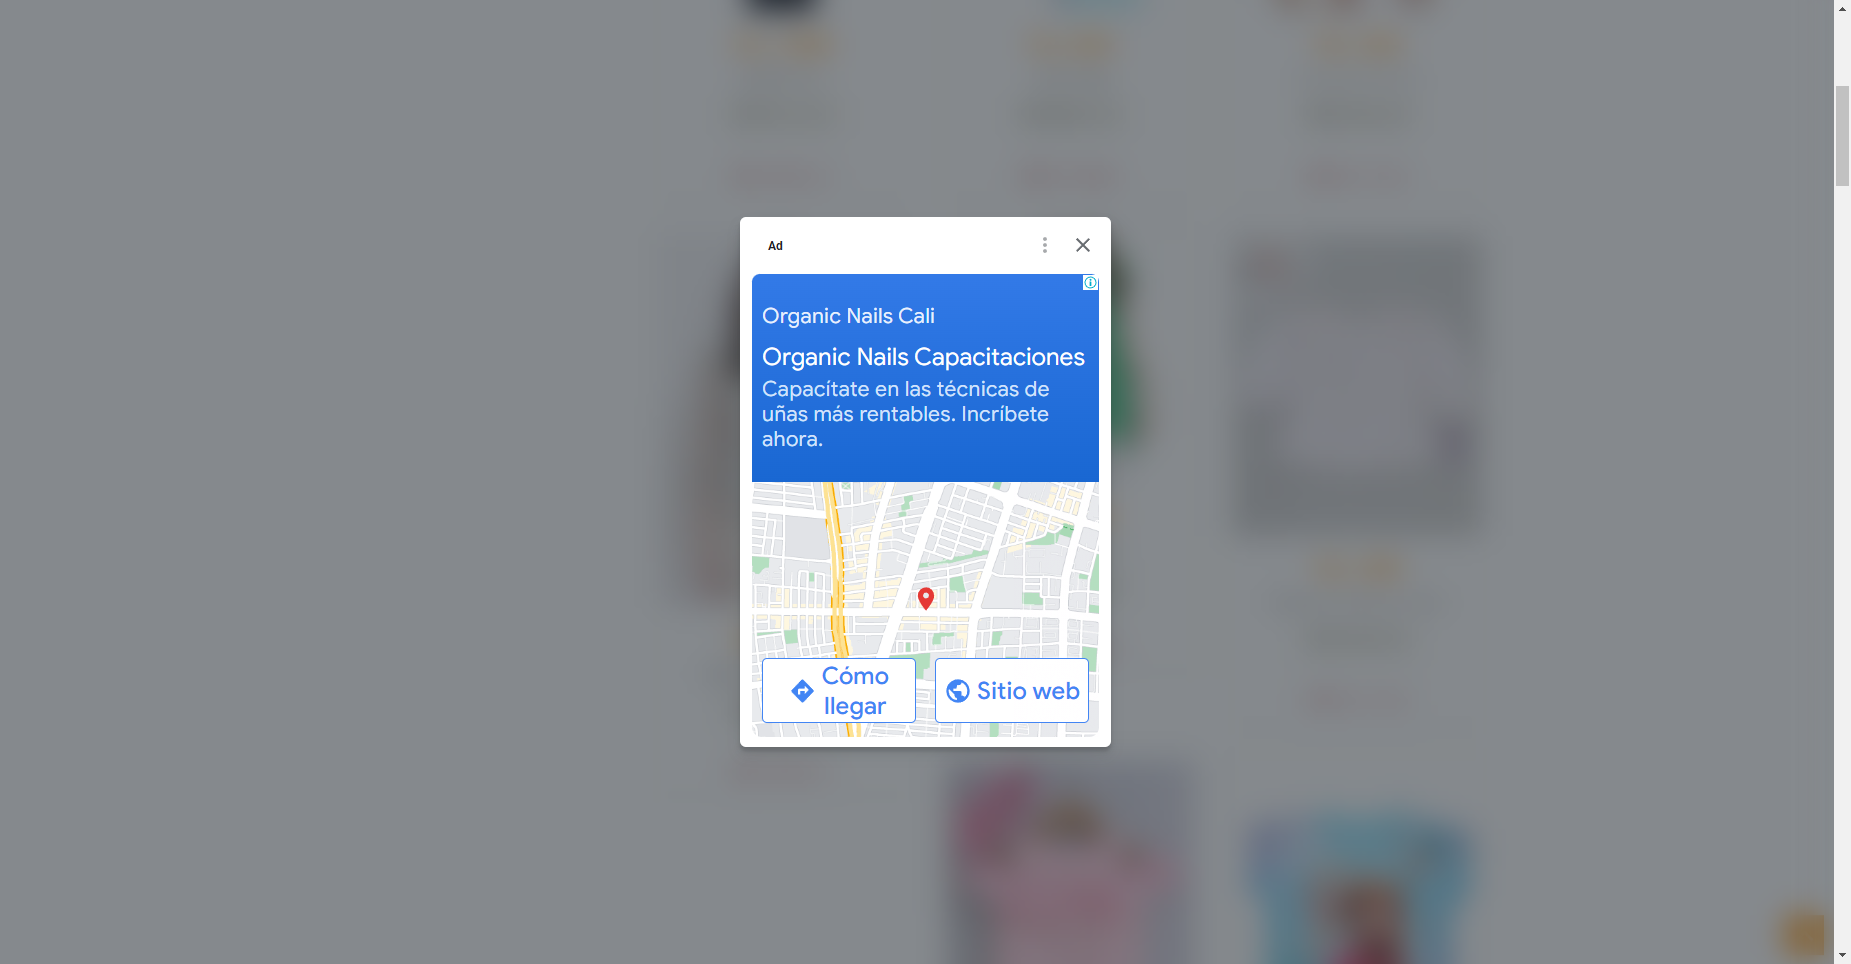 Ad
Organic Nails Cali
Organic Nails Capacitaciones
Capacítate en las técnicas de
uñas más rentables. Incríbete
ahora.
Cómo
llegar
Sitio web